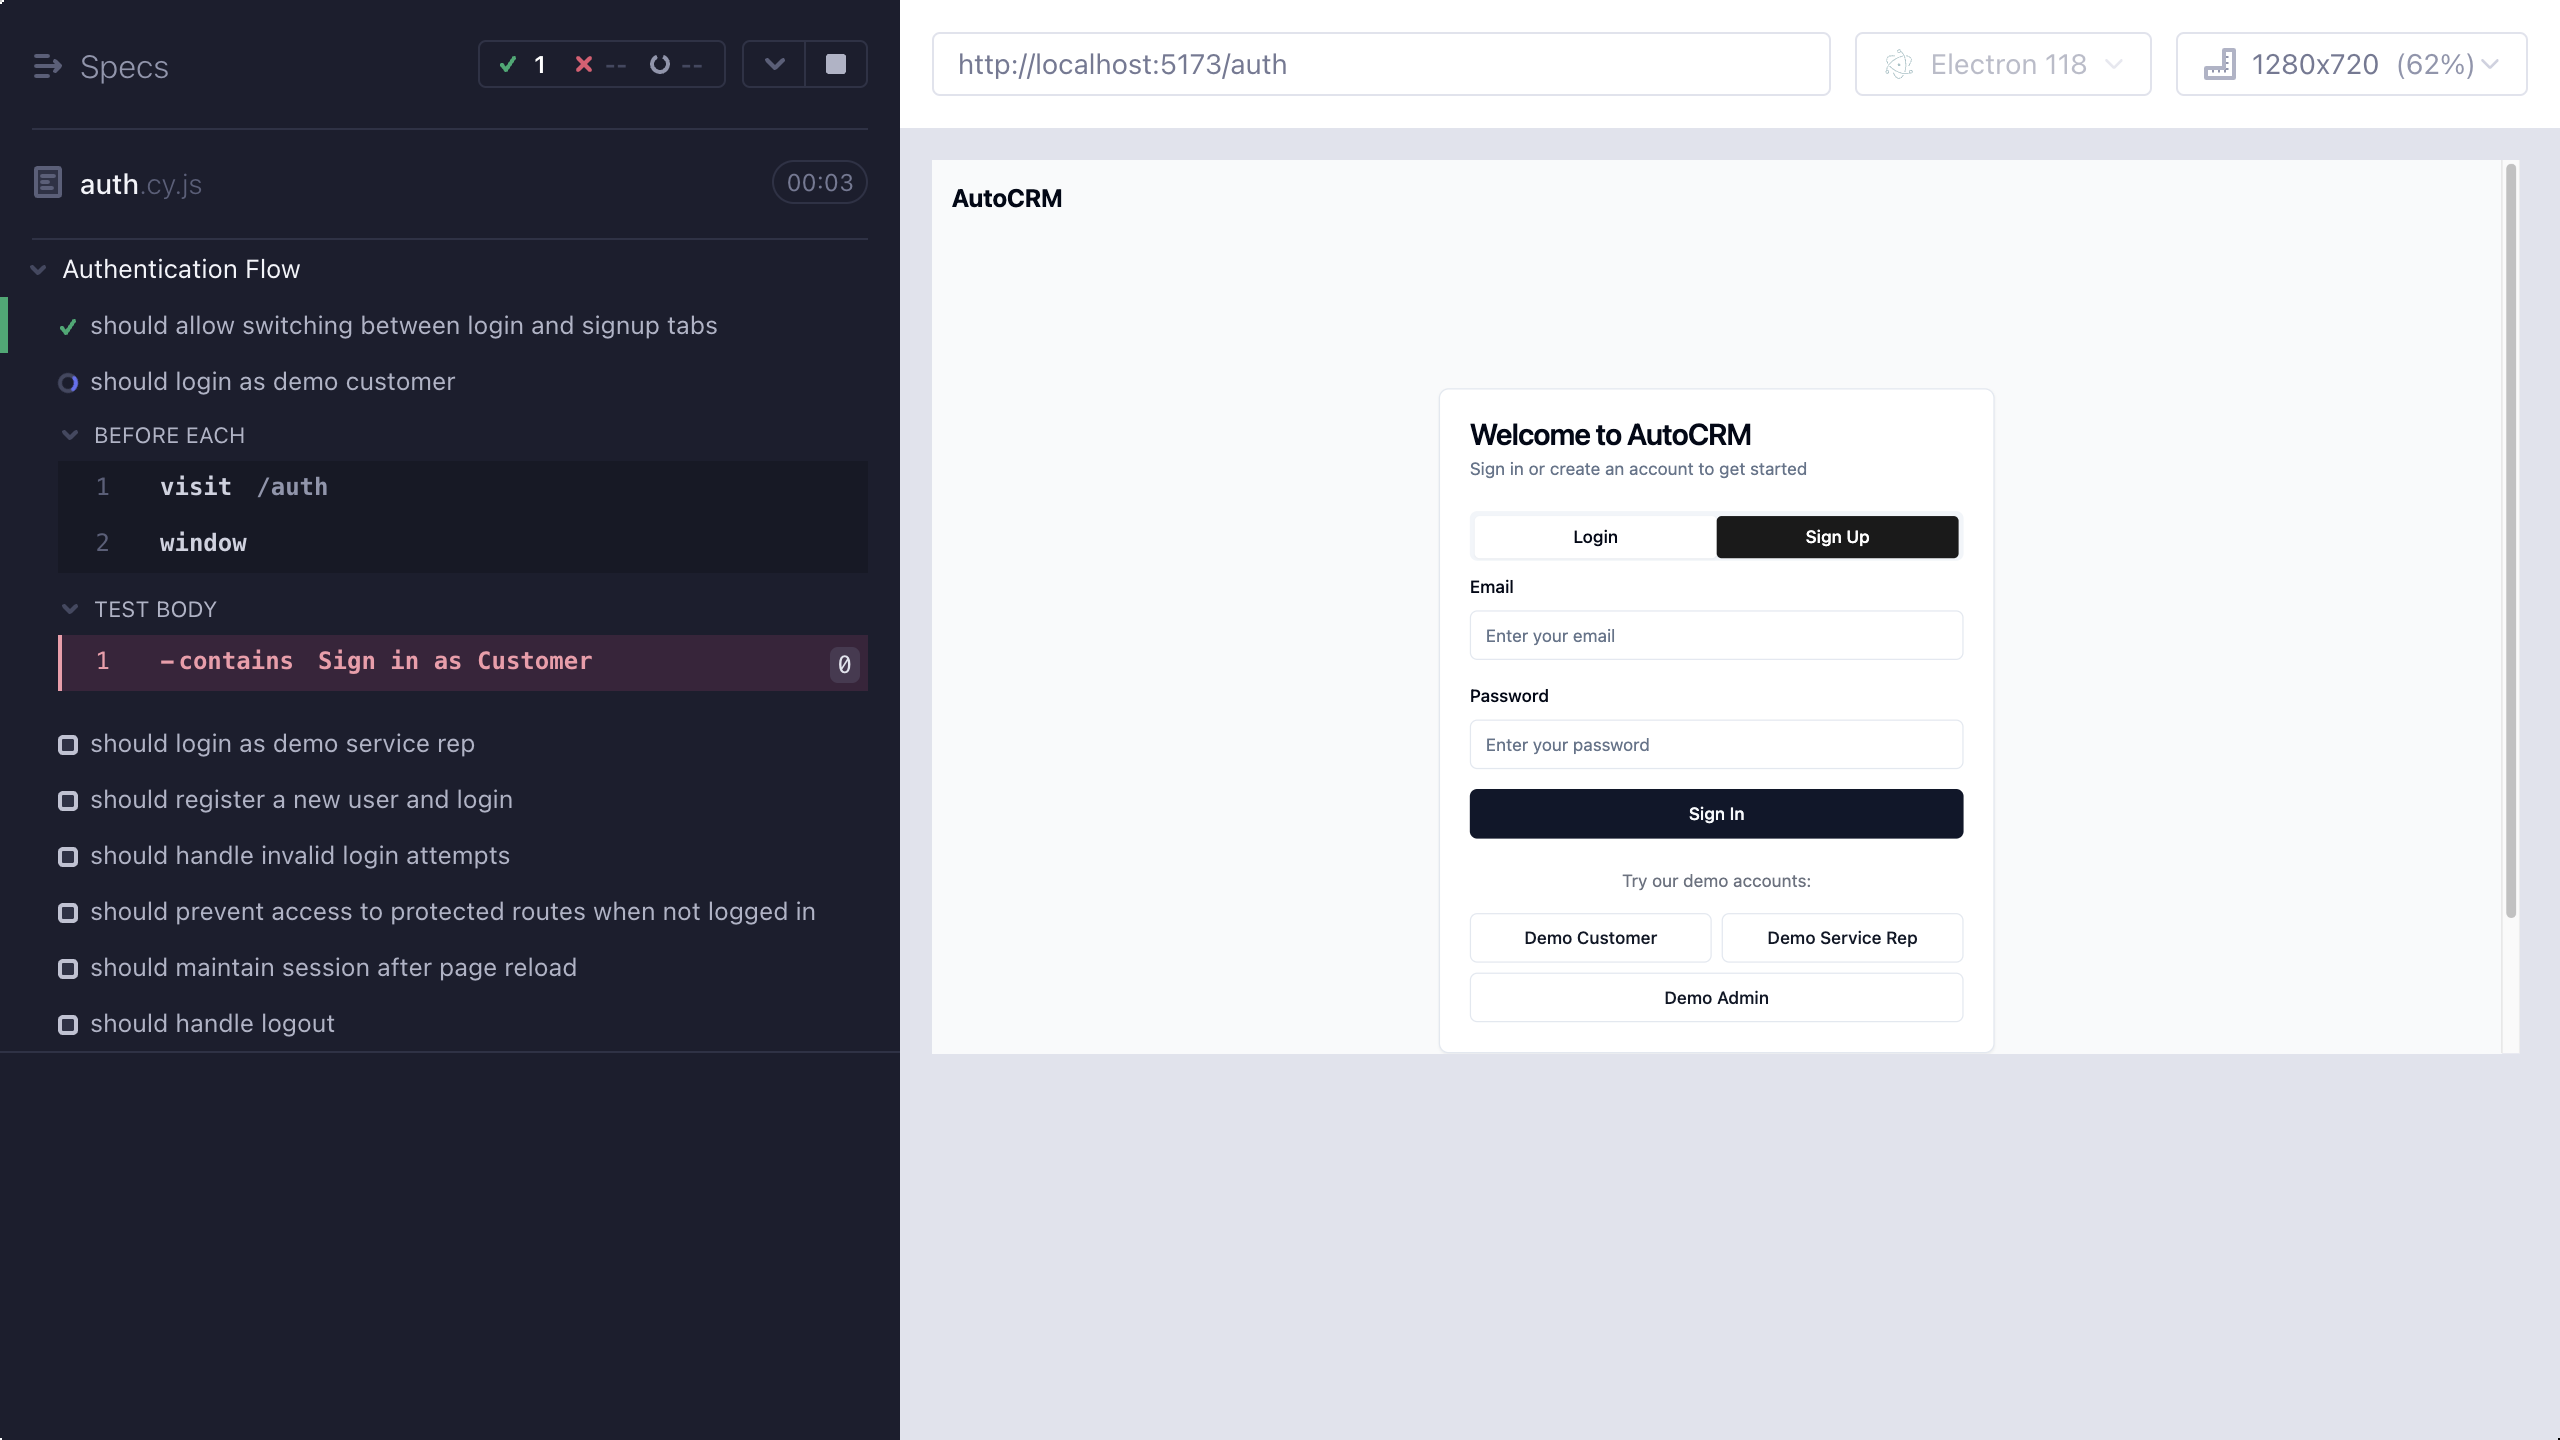 Specs
1 -- --
auth.cy.js
00:03
Authentication Flow
should allow switching between login and signup tabs
should login as demo customer
BEFORE EACH
1 visit /auth
2 window
TEST BODY
1 -contains Sign in as Customer 0
should login as demo service rep
should register a new user and login
should handle invalid login attempts
should prevent access to protected routes when not logged in
should maintain session after page reload
should handle logout
http://localhost:5173/auth
Electron 118
1280x720 (62%)
AutoCRM
Welcome to AutoCRM
Sign in or create an account to get started
Login Sign Up
Email
Enter your email
Password
Enter your password
Sign In
Try our demo accounts:
Demo Customer Demo Service Rep
Demo Admin